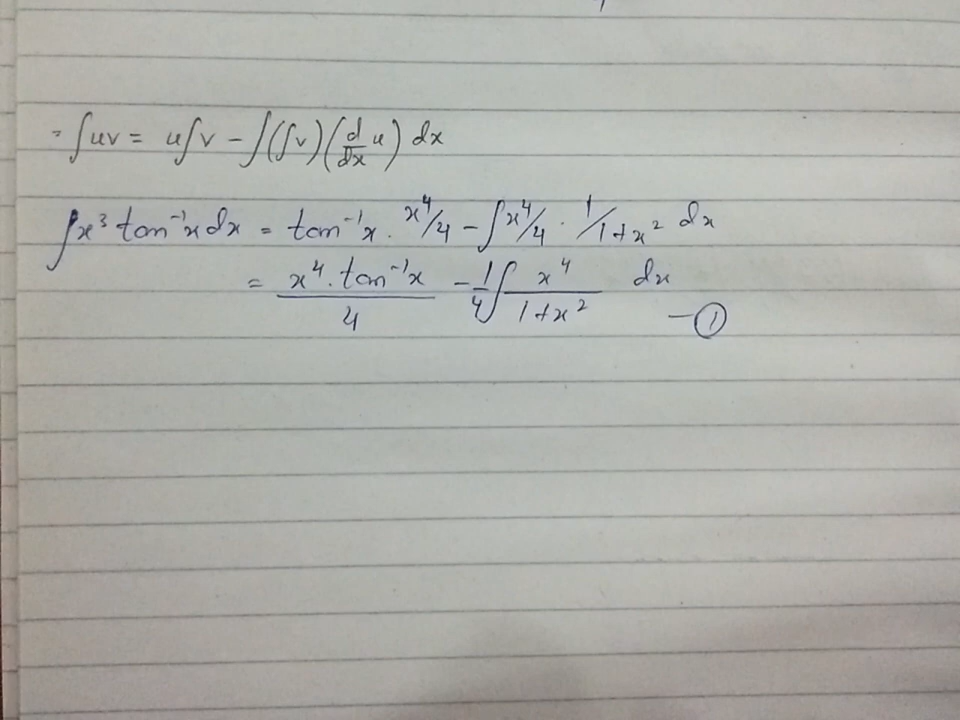 = ∫uv = u∫v - ∫(∫v)(d/dx u) dx
∫x³ tan⁻¹x dx = tan⁻¹x . x⁴/4 - ∫x⁴/4 . 1/1+x² dx
= x⁴. tan⁻¹x / 4 - 1/4 ∫ x⁴ / 1+x² dx - ①